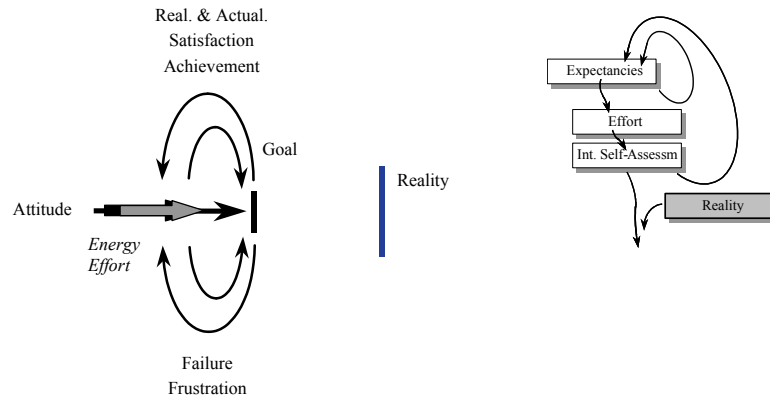 Real. & Actual.
Satisfaction
Achievement
Goal
Attitude
Energy
Effort
Failure
Frustration
Reality
Expectancies
Effort
Int. Self-Assessm
Reality